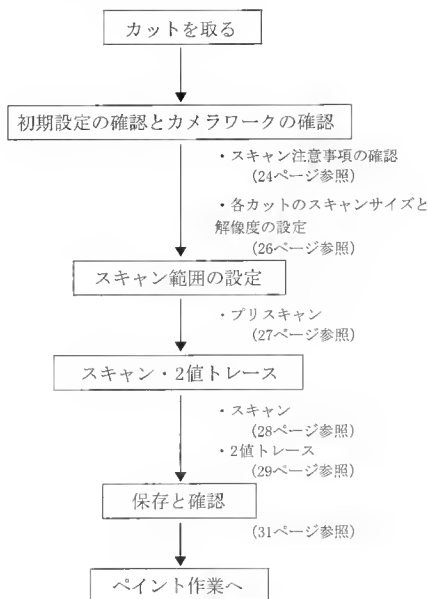 カットを取る
初期設定の確認とカメラワークの確認
・スキャン注意事項の確認
(24ページ参照)
・各カットのスキャンサイズと
解像度の設定
(26ページ参照)
スキャン範囲の設定
・プリスキャン
(27ページ参照)
スキャン・2値トレース
・スキャン
(28ページ参照)
・2値トレース
(29ページ参照)
保存と確認
(31ページ参照)
ペイント作業へ